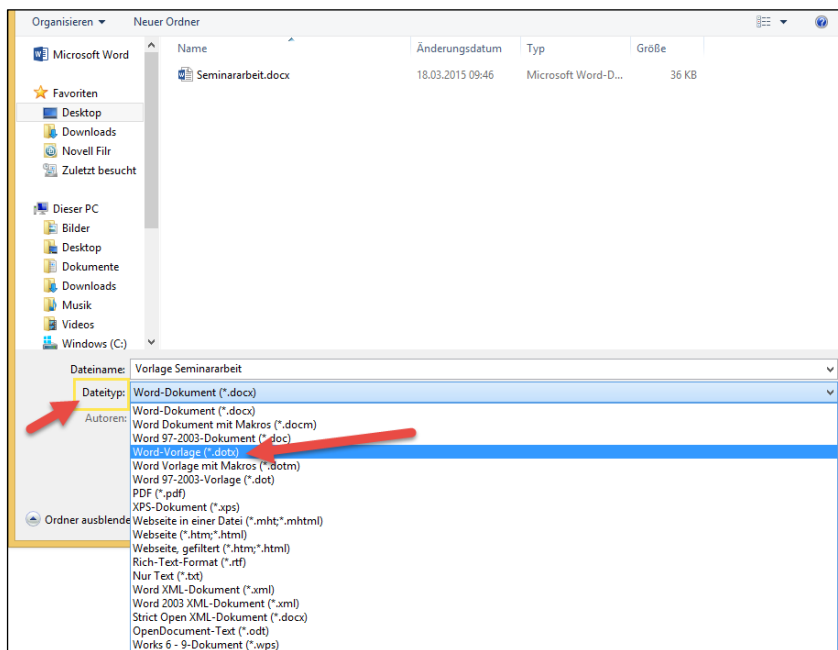 Organisieren Neuer Ordner
Microsoft Word
Favoriten
Desktop
Downloads
Novell Filr
Zuletzt besucht
Dieser PC
Bilder
Desktop
Dokumente
Downloads
Musik
Videos
Windows (C:)
Name Änderungsdatum Typ Größe
Seminararbeit.docx 18.03.2015 09:46 Microsoft Word-D... 36 KB
Dateiname: Vorlage Seminararbeit
Dateityp: Word-Dokument (*.docx)
Autoren:
Word-Dokument (*.docx)
Word Dokument mit Makros (*.docm)
Word 97-2003-Dokument (*.doc)
Word-Vorlage (*.dotx)
Word Vorlage mit Makros (*.dotm)
Word 97-2003-Vorlage (*.dot)
PDF (*.pdf)
XPS-Dokument (*.xps)
Webseite in einer Datei (*.mht;*.mhtml)
Webseite (*.htm;*.html)
Webseite, gefiltert (*.htm;*.html)
Rich-Text-Format (*.rtf)
Nur Text (*.txt)
Word XML-Dokument (*.xml)
Word 2003 XML-Dokument (*.xml)
Strict Open XML-Dokument (*.docx)
OpenDocument-Text (*.odt)
Works 6 - 9-Dokument (*.wps)
Ordner ausblende